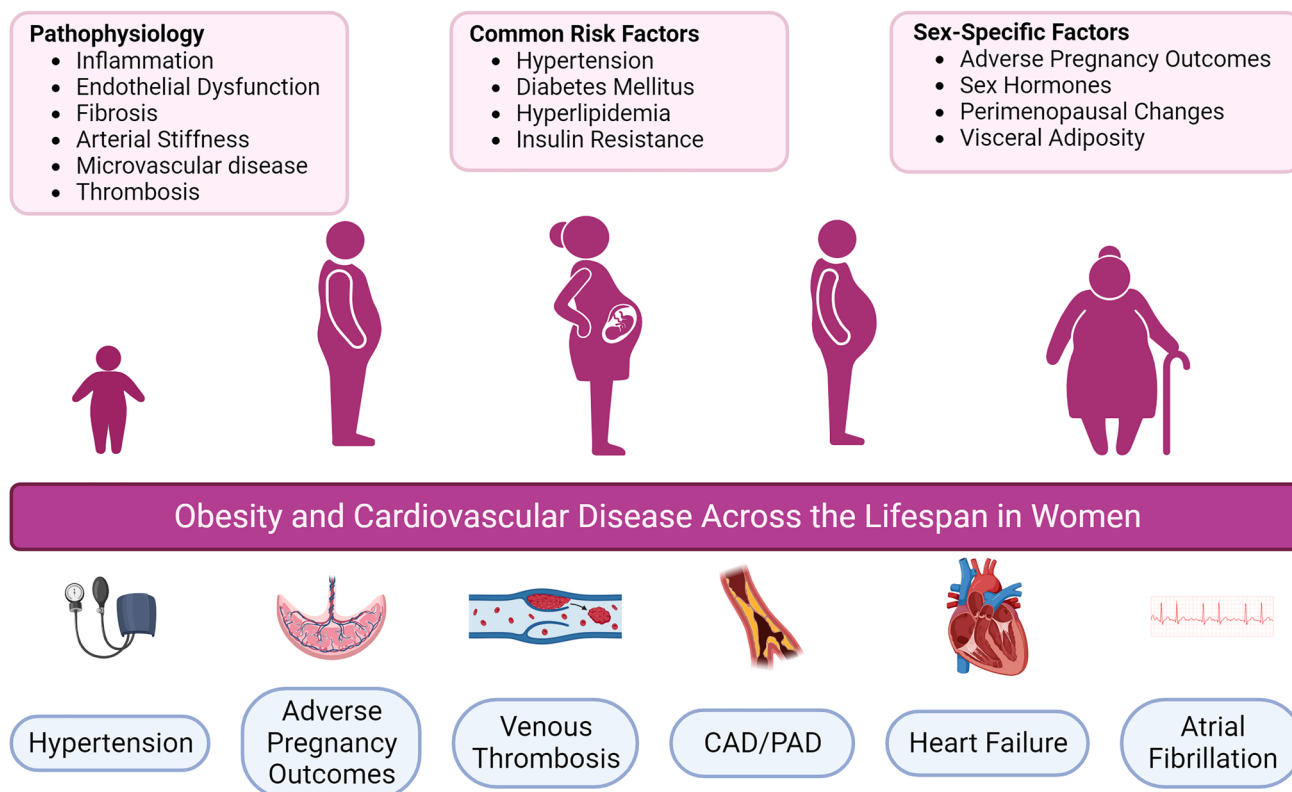 Pathophysiology
• Inflammation
• Endothelial Dysfunction
• Fibrosis
• Arterial Stiffness
• Microvascular disease
• Thrombosis
Common Risk Factors
• Hypertension
• Diabetes Mellitus
• Hyperlipidemia
• Insulin Resistance
Sex-Specific Factors
• Adverse Pregnancy Outcomes
• Sex Hormones
• Perimenopausal Changes
• Visceral Adiposity
Obesity and Cardiovascular Disease Across the Lifespan in Women
Hypertension
Adverse
Pregnancy
Outcomes
Venous
Thrombosis
CAD/PAD
Heart Failure
Atrial
Fibrillation